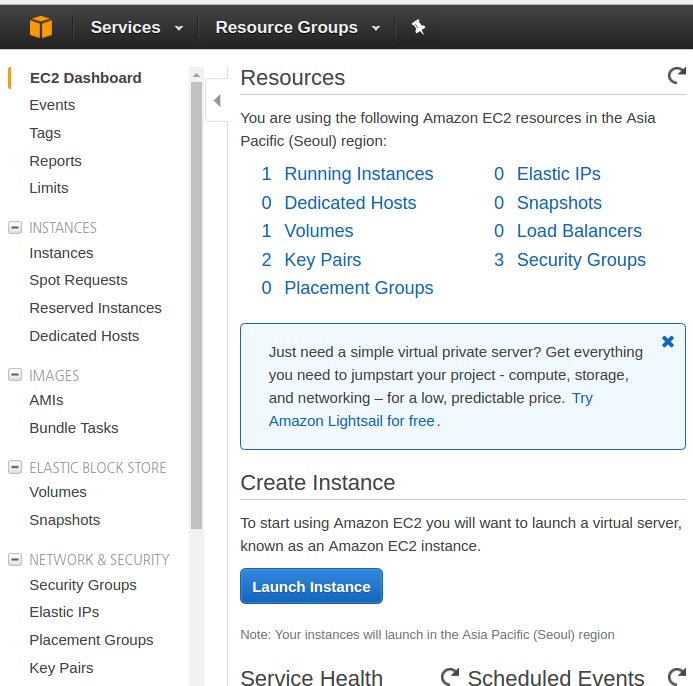 Services
Resource Groups
EC2 Dashboard
Events
Tags
Reports
Limits
INSTANCES
Instances
Spot Requests
Reserved Instances
Dedicated Hosts
IMAGES
AMIs
Bundle Tasks
ELASTIC BLOCK STORE
Volumes
Snapshots
NETWORK & SECURITY
Security Groups
Elastic IPs
Placement Groups
Key Pairs
Resources
You are using the following Amazon EC2 resources in the Asia
Pacific (Seoul) region:
1 Running Instances
0 Elastic IPs
0 Dedicated Hosts
0 Snapshots
1 Volumes
0 Load Balancers
2 Key Pairs
3 Security Groups
0 Placement Groups
Just need a simple virtual private server? Get everything
you need to jumpstart your project - compute, storage,
and networking – for a low, predictable price. Try
Amazon Lightsail for free.
Create Instance
To start using Amazon EC2 you will want to launch a virtual server,
known as an Amazon EC2 instance.
Launch Instance
Note: Your instances will launch in the Asia Pacific (Seoul) region
Service Health
Scheduled Events